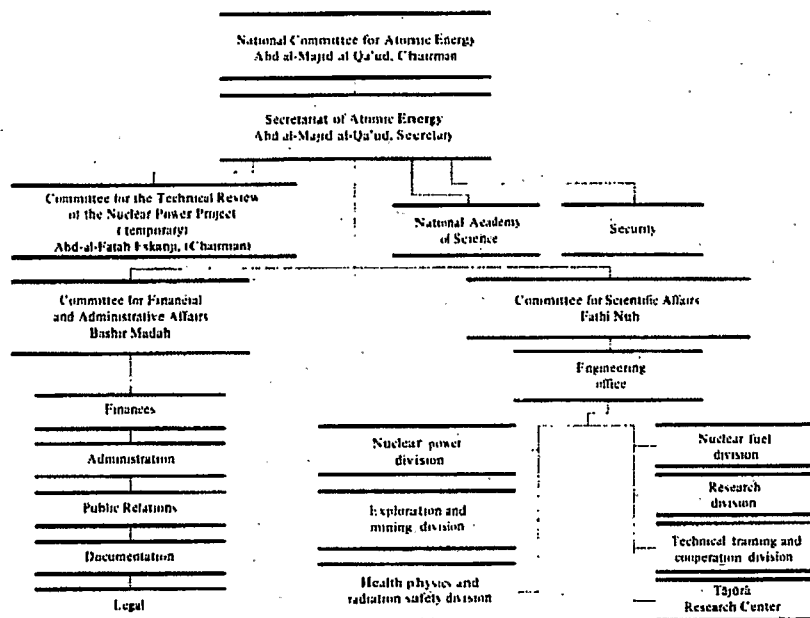 National Committee for Atomic Energy
Abd al-Majid al Qa'ud, Chairman
Secretariat of Atomic Energy
Abd al-Majid al-Qa'ud, Secretary
Committee for the Technical Review
of the Nuclear Power Project
(temporary)
Abd-al-Fatah Eskanji, (Chairman)
National Academy
of Science
Security
Committee for Financial
and Administrative Affairs
Bashir Madah
Committee for Scientific Affairs
Fathi Nuh
Engineering
office
Finances
Administration
Public Relations
Documentation
Legal
Nuclear power
division
Exploration and
mining division
Health physics and
radiation safety division
Nuclear fuel
division
Research
division
Technical training and
cooperation division
Tājūrā
Research Center